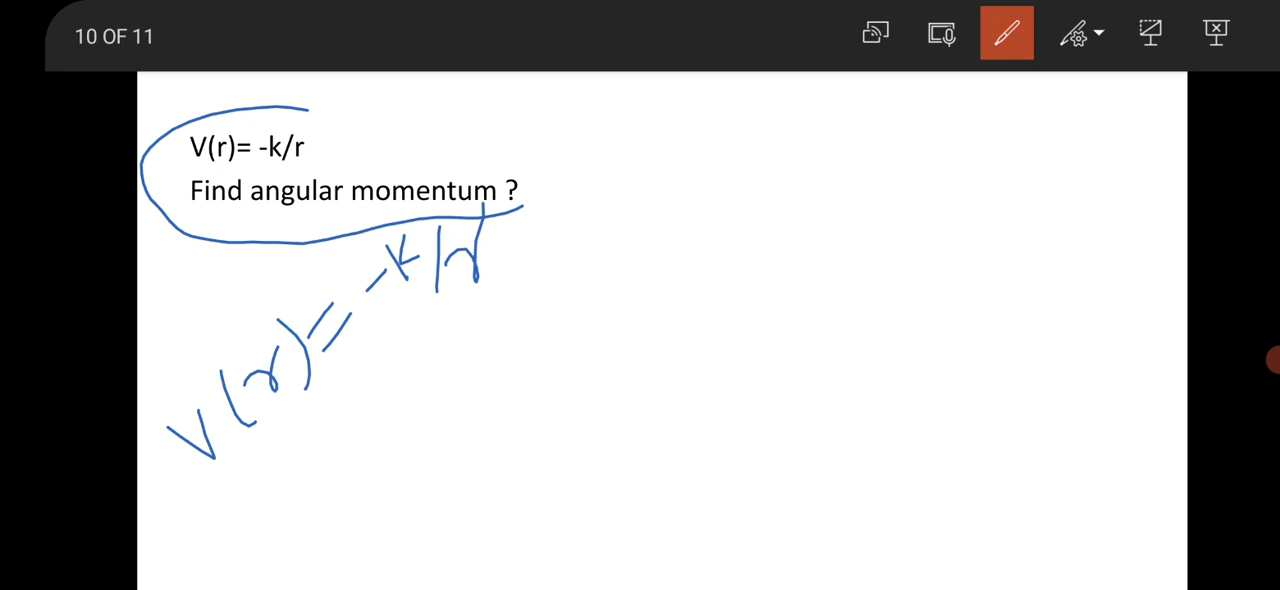 10 OF 11
V(r)= -k/r
Find angular momentum ?
V(r)= -k/r